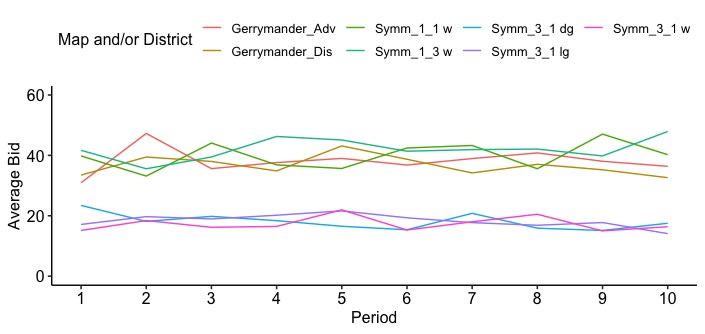 Map and/or District
Gerrymander_Adv Symm_1_1 w Symm_3_1 dg Symm_3_1 w
Gerrymander_Dis Symm_1_3 w Symm_3_1 lg
Average Bid
60
40
20
0
1 2 3 4 5 6 7 8 9 10
Period